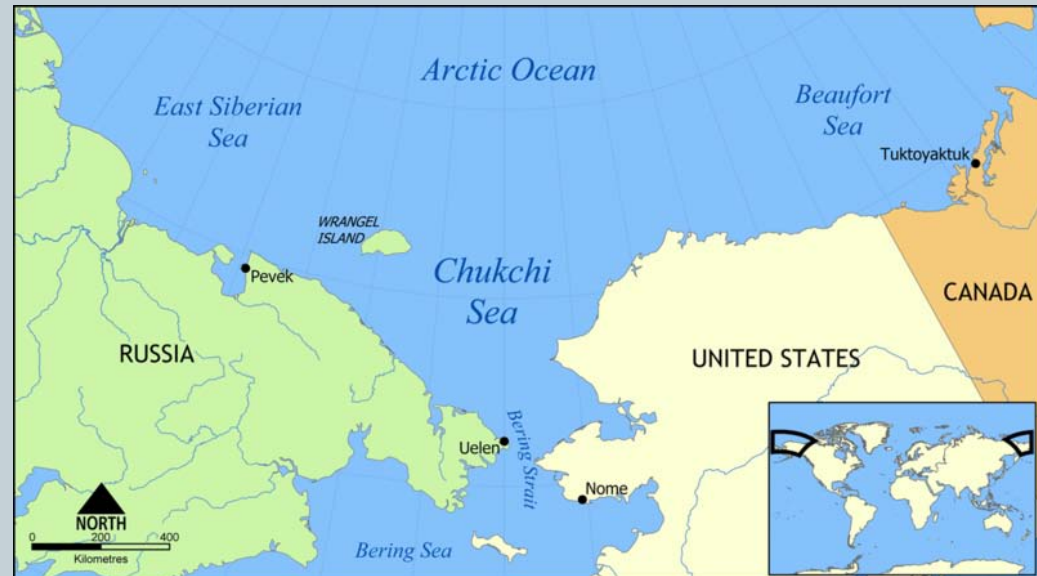 Arctic Ocean
East Siberian
Sea
Beaufort
Sea
Tuktoyaktuk
WRANGEL
ISLAND
Pevek
Chukchi
Sea
CANADA
RUSSIA
UNITED STATES
Uelen
Bering Strait
Nome
NORTH
0 200 400
Kilometres
Bering Sea